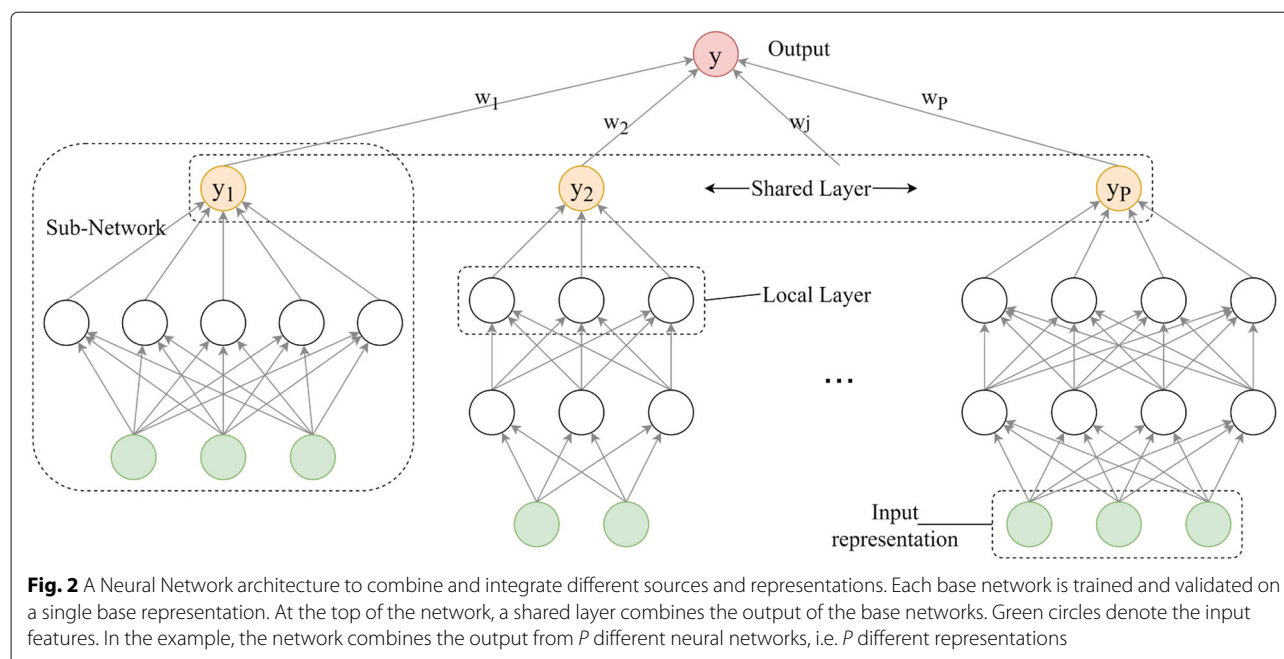 y
Output
w1
w2
wj
wP
y1
y2
Shared Layer
yP
Sub-Network
Local Layer
...
Input
representation
Fig. 2 A Neural Network architecture to combine and integrate different sources and representations. Each base network is trained and validated on
a single base representation. At the top of the network, a shared layer combines the output of the base networks. Green circles denote the input
features. In the example, the network combines the output from P different neural networks, i.e. P different representations